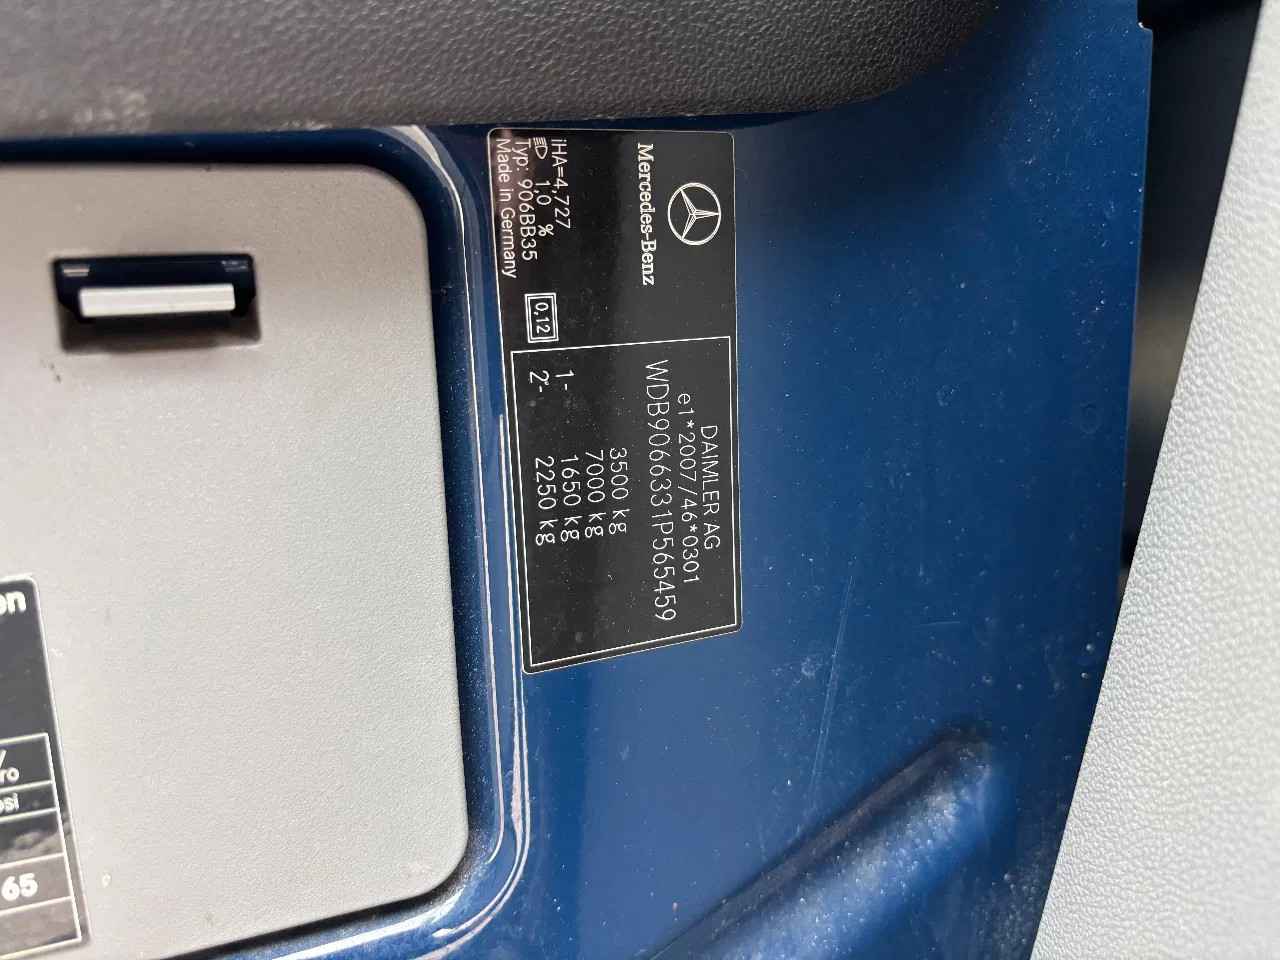 Mercedes-Benz
iHA=4,727
1,0 %
Typ: 906BB35
Made in Germany
0,12
DAIMLER AG
e1*2007/46*0301
WDB9066331P565459
3500 kg
7000 kg
1- 1650 kg
2- 2250 kg
65